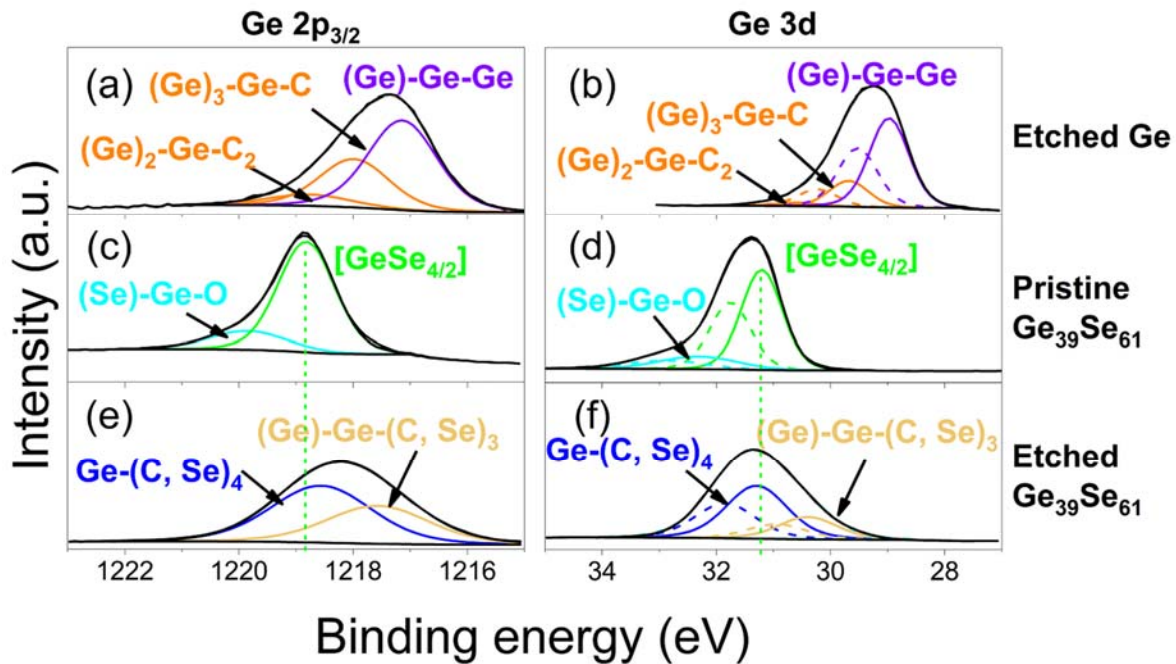 Ge 2p3/2
Ge 3d
(a)
(Ge)3-Ge-C
(Ge)-Ge-Ge
(Ge)2-Ge-C2
(b)
(Ge)-Ge-Ge
(Ge)3-Ge-C
(Ge)2-Ge-C2
Etched Ge
(c)
[GeSe4/2]
(Se)-Ge-O
(d)
[GeSe4/2]
(Se)-Ge-O
Pristine
Ge39Se61
(e)
(Ge)-Ge-(C, Se)3
Ge-(C, Se)4
(f)
(Ge)-Ge-(C, Se)3
Ge-(C, Se)4
Etched
Ge39Se61
Intensity (a.u.)
1222 1220 1218 1217 1216
34 32 30 29 28
Binding energy (eV)